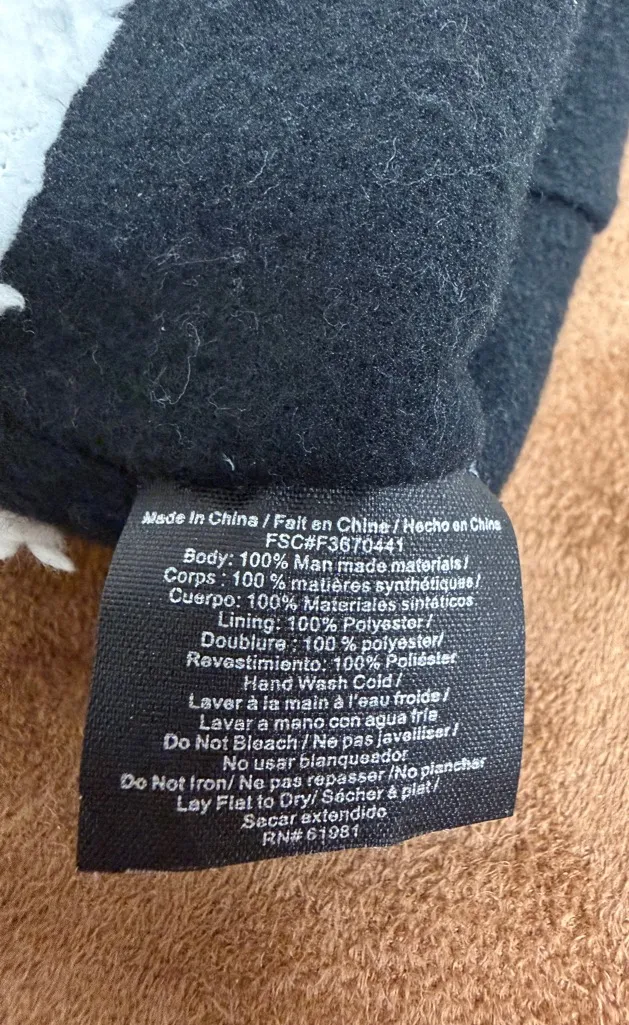 Made in China / Fait en Chine / Hecho en China
FSC#F3670441
Body: 100% Man made materials /
Corps : 100 % matières synthétiques /
Cuerpo: 100% Materiales sintéticos
Lining: 100% Polyester /
Doublure : 100 % polyester/
Revestimiento: 100% Poliéster
Hand Wash Cold /
Laver à la main à l'eau froide /
Lavar a mano con agua fría
Do Not Bleach / Ne pas javelliser /
No usar blanqueador
Do Not Iron/ Ne pas repasser /No planchar
Lay Flat to Dry/ Sécher à plat /
Secar extendido
RN# 61981